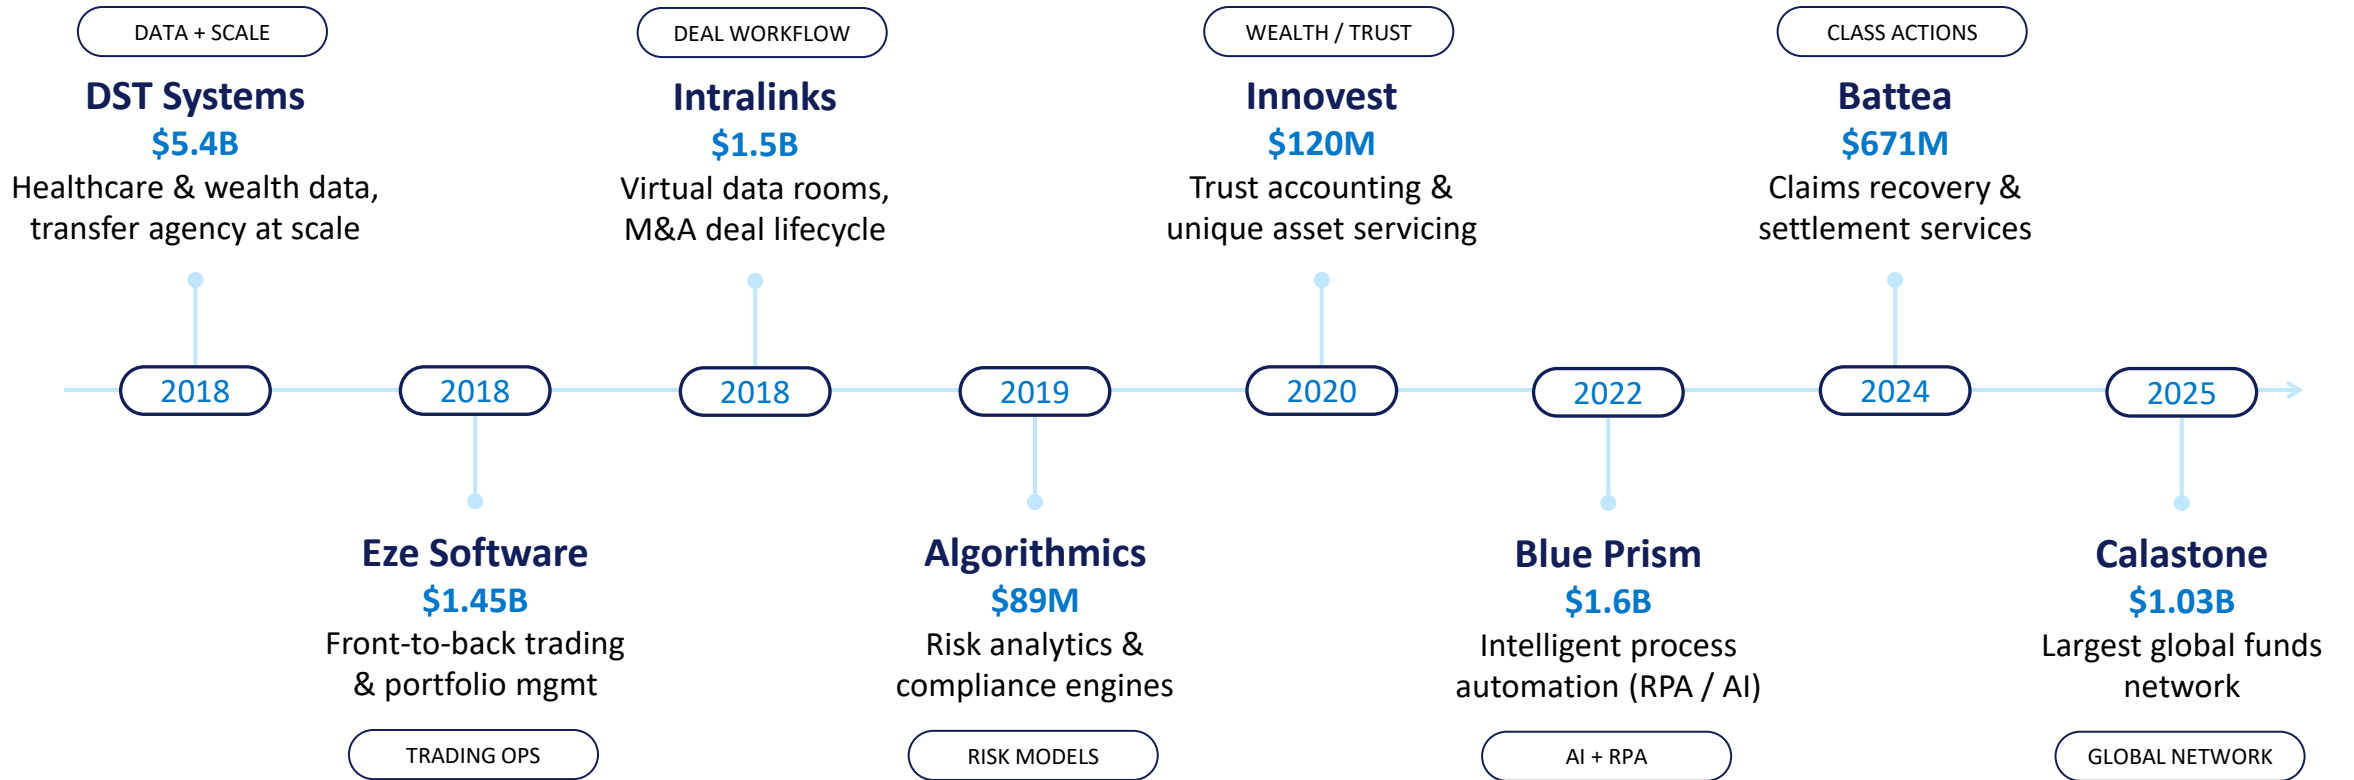 DATA + SCALE
DST Systems
$5.4B
Healthcare & wealth data,
transfer agency at scale
DEAL WORKFLOW
Intralinks
$1.5B
Virtual data rooms,
M&A deal lifecycle
WEALTH / TRUST
Innovest
$120M
Trust accounting &
unique asset servicing
CLASS ACTIONS
Battea
$671M
Claims recovery &
settlement services
2018
2018
2018
2019
2020
2022
2024
2025
Eze Software
$1.45B
Front-to-back trading
& portfolio mgmt
TRADING OPS
Algorithmics
$89M
Risk analytics &
compliance engines
RISK MODELS
Blue Prism
$1.6B
Intelligent process
automation (RPA / AI)
AI + RPA
Calastone
$1.03B
Largest global funds
network
GLOBAL NETWORK